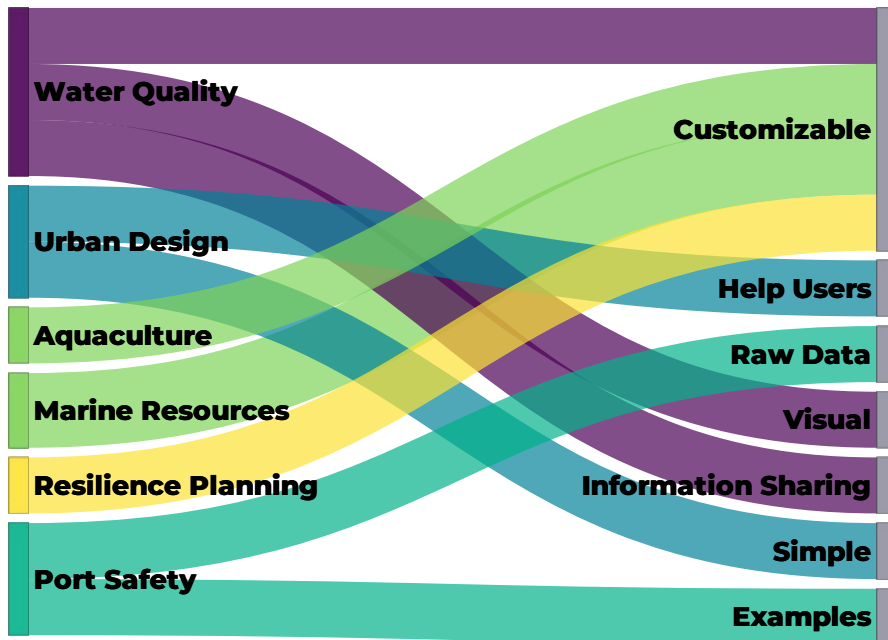 Water Quality
Urban Design
Aquaculture
Marine Resources
Resilience Planning
Port Safety
Customizable
Help Users
Raw Data
Visual
Information Sharing
Simple
Examples